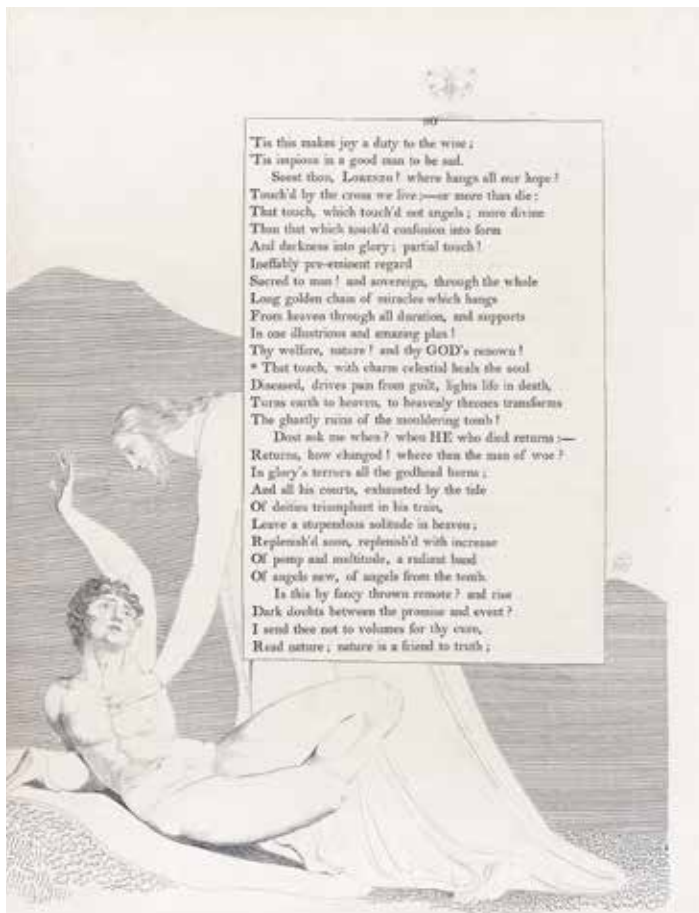 80
'Tis this makes joy a duty to the wise;
'Tis impious in a good man to be sad.
Seest thou, LORENZO! where hangs all our hope?
Touch'd by the cross we live;—or more than die;
That touch, which touch'd not angels; more divine
Than that which touch'd confusion into form
And darkness into glory; partial touch!
Ineffably pre-eminent regard
Sacred to man! and sovereign, through the whole
Long golden chain of miracles which hangs
From heaven through all duration, and supports
In one illustrious and amazing plan!
Thy welfare, nature! and thy GOD's renown!
* That touch, with charm celestial heals the soul
Diseased, drives pain from guilt, lights life in death,
Turns earth to heaven, to heavenly thrones transforms
The ghastly ruins of the mouldering tomb!
Dost ask me when? when HE who died returns:—
Returns, how changed! where then the man of woe?
In glory's terrors all the godhead burns;
And all his courts, exhausted by the tide
Of deities triumphant in his train,
Leave a stupendous solitude in heaven;
Replenish'd soon, replenish'd with increase
Of pomp and multitude, a radiant band
Of angels new, of angels from the tomb.
Is this by fancy thrown remote? and rise
Dark doubts between the promise and event?
I send thee not to volumes for thy cure,
Read nature; nature is a friend to truth;